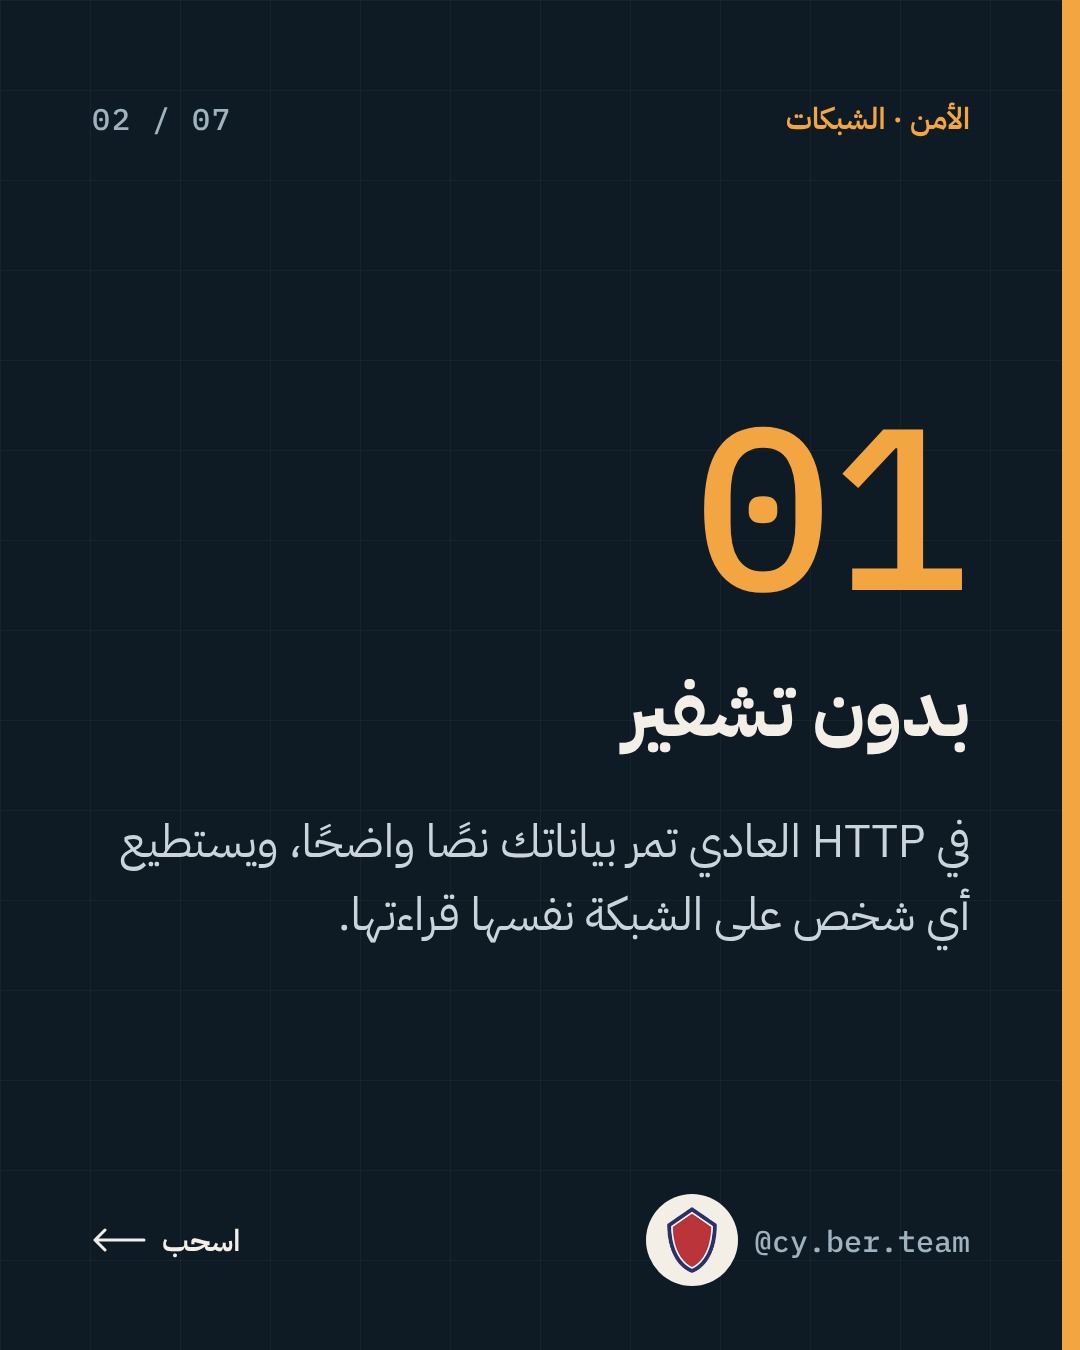 الأمن · الشبكات
02 / 07
01
بدون تشفير
في HTTP العادي تمر بياناتك نصًا واضحًا، ويستطيع
أي شخص على الشبكة نفسها قراءتها.
@cy.ber.team
اسحب ←